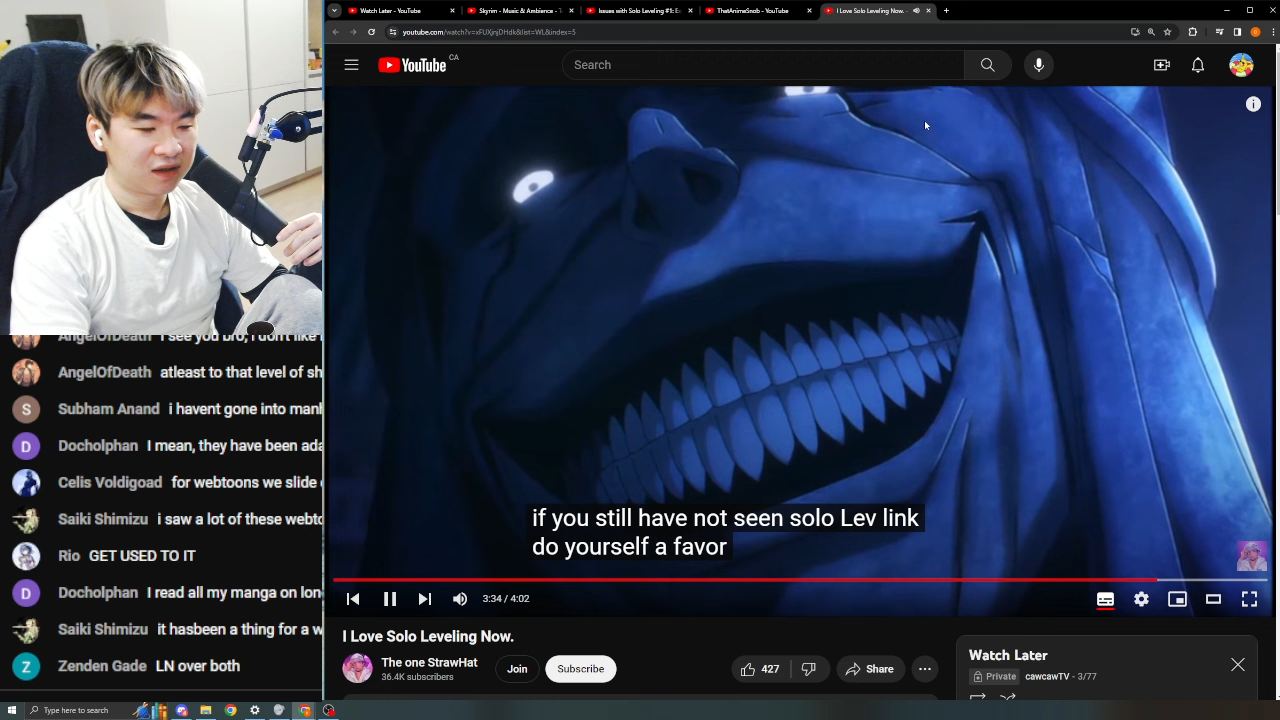 Watch Later - YouTube
Skyrim - Music & Ambience - T
Issues with Solo Leveling #1: E
ThatAnimeSnob - YouTube
I Love Solo Leveling Now. -
youtube.com/watch?v=xFUXjnjDHdk&list=WL&index=5
YouTube CA
Search
AngelOfDeath I see you bro, i don't like
AngelOfDeath atleast to that level of sh
Subham Anand i havent gone into manh
Docholphan I mean, they have been ada
Celis Voldigoad for webtoons we slide
Saiki Shimizu i saw a lot of these webto
Rio GET USED TO IT
Docholphan I read all my manga on lon
Saiki Shimizu it hasbeen a thing for a w
Zenden Gade LN over both
if you still have not seen solo Lev link
do yourself a favor
3:34 / 4:02
I Love Solo Leveling Now.
The one StrawHat
36.4K subscribers
Join
Subscribe
427
Share
Watch Later
Private cawcawTV - 3/77
Type here to search